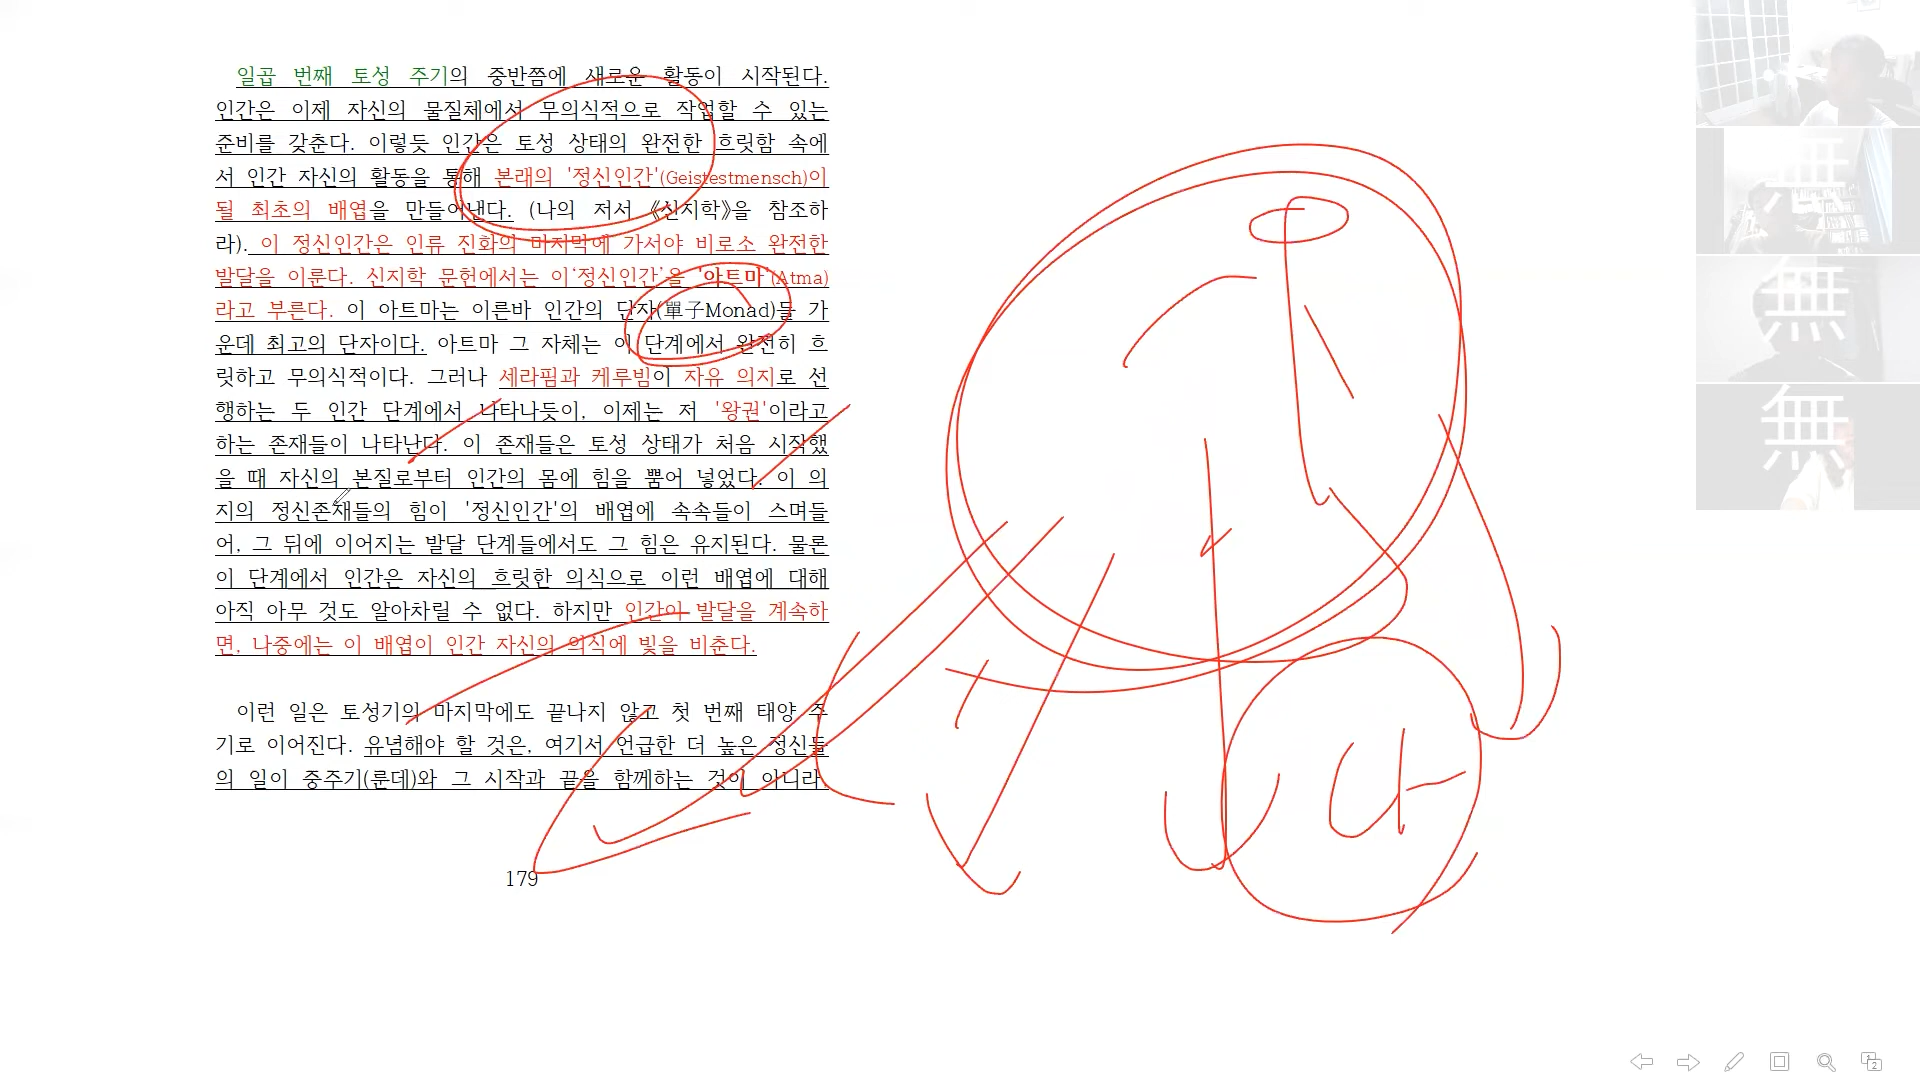 일곱 번째 토성 주기의 중반쯤에 새로운 활동이 시작된다.
인간은 이제 자신의 물질체에서 무의식적으로 작업할 수 있는
준비를 갖춘다. 이렇듯 인간은 토성 상태의 완전한 흐릿함 속에
서 인간 자신의 활동을 통해 본래의 '정신인간'(Geistestmensch)이
될 최초의 배엽을 만들어낸다. (나의 저서 《신지학》을 참조하
라). 이 정신인간은 인류 진화의 마지막에 가서야 비로소 완전한
발달을 이룬다. 신지학 문헌에서는 이‘정신인간’을 '아트마'(Atma)
라고 부른다. 이 아트마는 이른바 인간의 단자(單子Monad)들 가
운데 최고의 단자이다. 아트마 그 자체는 이 단계에서 완전히 흐
릿하고 무의식적이다. 그러나 세라핌과 케루빔이 자유 의지로 선
행하는 두 인간 단계에서 나타나듯이, 이제는 저 '왕권'이라고
하는 존재들이 나타난다. 이 존재들은 토성 상태가 처음 시작했
을 때 자신의 본질로부터 인간의 몸에 힘을 뿜어 넣었다. 이 의
지의 정신존재들의 힘이 '정신인간'의 배엽에 속속들이 스며들
어, 그 뒤에 이어지는 발달 단계들에서도 그 힘은 유지된다. 물론
이 단계에서 인간은 자신의 흐릿한 의식으로 이런 배엽에 대해
아직 아무 것도 알아차릴 수 없다. 하지만 인간이 발달을 계속하
면, 나중에는 이 배엽이 인간 자신의 의식에 빛을 비춘다.
이런 일은 토성기의 마지막에도 끝나지 않고 첫 번째 태양 주
기로 이어진다. 유념해야 할 것은, 여기서 언급한 더 높은 정신들
의 일이 중주기(룬데)와 그 시작과 끝을 함께하는 것이 아니라,
179
나
無
無
無